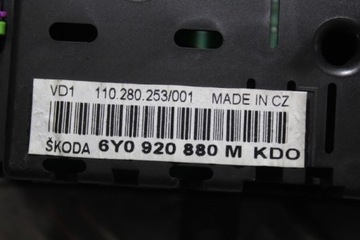 VD1 110.280.253/001 MADE IN CZ
ŠKODA 6Y0 920 880 M KDO